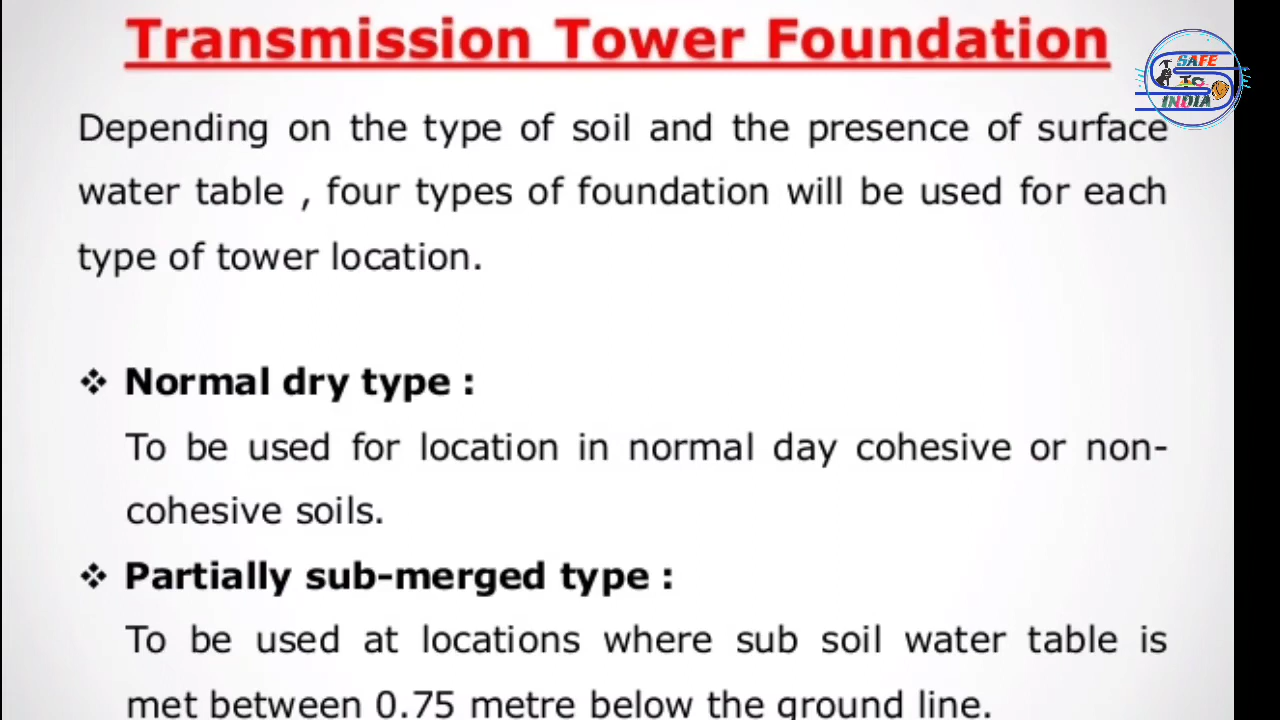 Transmission Tower Foundation
SAFE
TO
INDIA
Depending on the type of soil and the presence of surface
water table , four types of foundation will be used for each
type of tower location.
❖ Normal dry type :
To be used for location in normal day cohesive or non-
cohesive soils.
❖ Partially sub-merged type :
To be used at locations where sub soil water table is
met between 0.75 metre below the ground line.